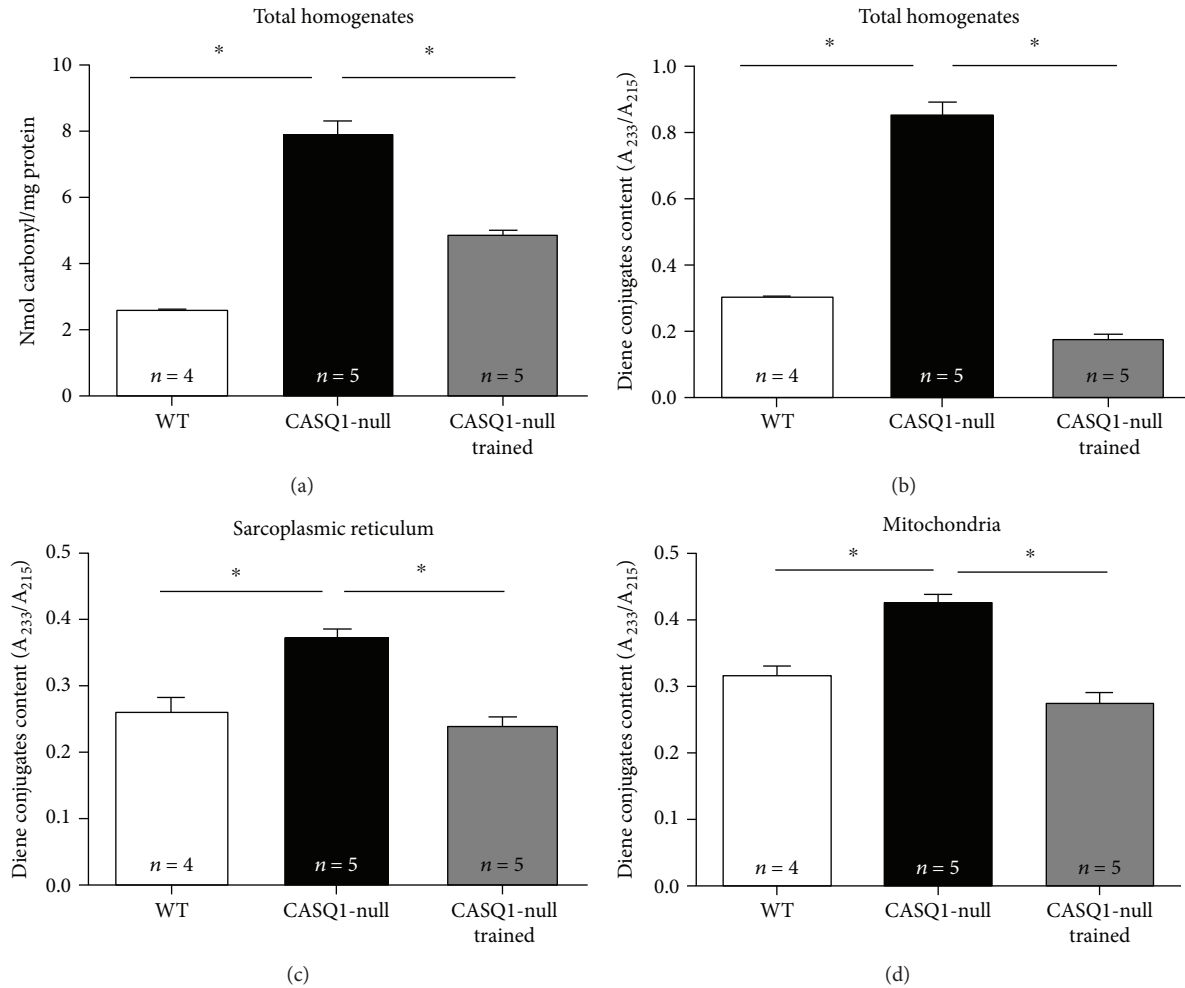 Total homogenates
*
*
Nmol carbonyl/mg protein
10
8
6
4
2
0
n = 4
n = 5
n = 5
WT
CASQ1-null
CASQ1-null
trained
(a)
Total homogenates
*
*
Diene conjugates content (A233/A215)
1.0
0.8
0.6
0.4
0.2
0.0
n = 4
n = 5
n = 5
WT
CASQ1-null
CASQ1-null
trained
(b)
Sarcoplasmic reticulum
*
*
Diene conjugates content (A233/A215)
0.5
0.4
0.3
0.2
0.1
0.0
n = 4
n = 5
n = 5
WT
CASQ1-null
CASQ1-null
trained
(c)
Mitochondria
*
*
Diene conjugates content (A233/A215)
0.5
0.4
0.3
0.2
0.1
0.0
n = 4
n = 5
n = 5
WT
CASQ1-null
CASQ1-null
trained
(d)